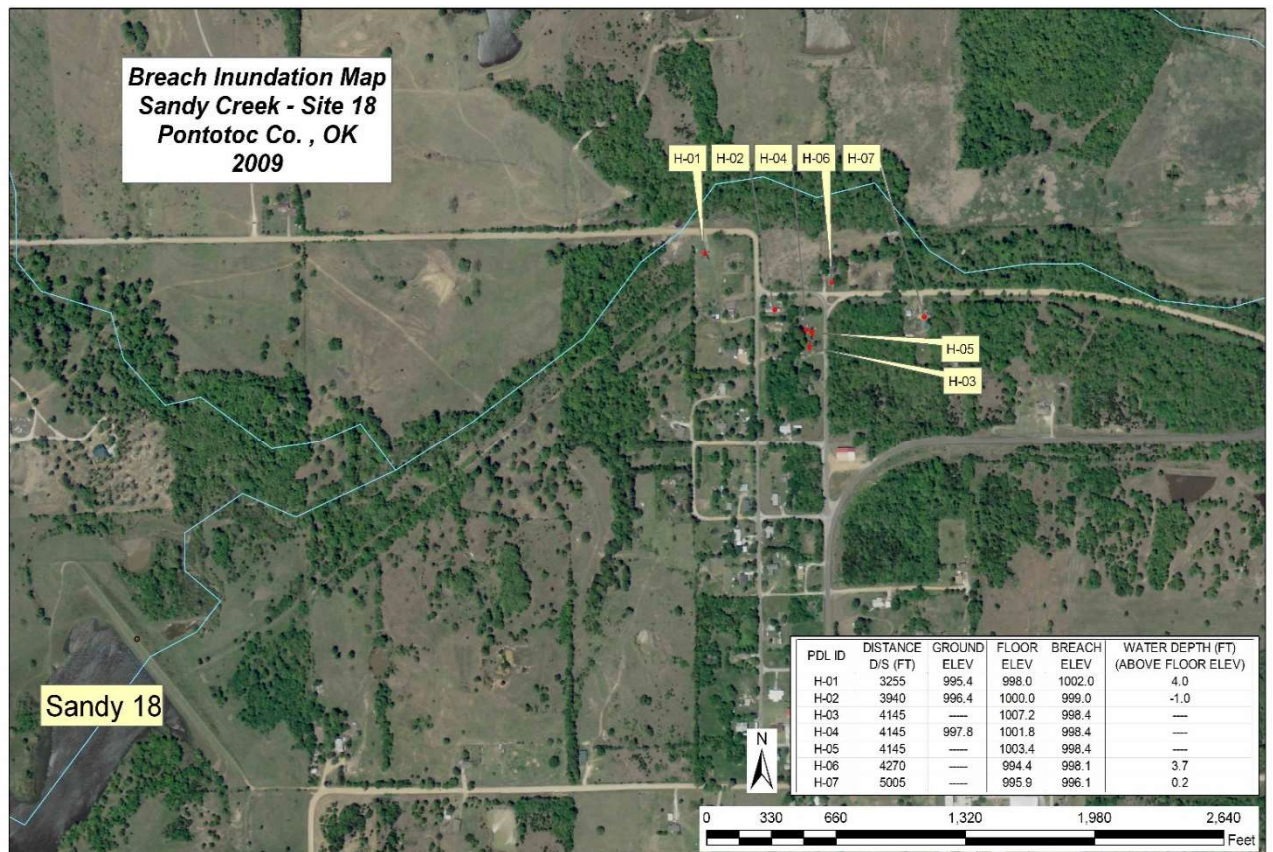 Breach Inundation Map
Sandy Creek - Site 18
Pontotoc Co. , OK
2009
H-01 H-02 H-04 H-06 H-07
H-05
H-03
Sandy 18
N
PDL ID DISTANCE D/S (FT) GROUND ELEV FLOOR ELEV BREACH ELEV WATER DEPTH (FT) (ABOVE FLOOR ELEV)
H-01 3255 995.4 998.0 1002.0 4.0
H-02 3940 996.4 1000.0 999.0 -1.0
H-03 4145 ----- 1007.2 998.4 ----
H-04 4145 997.8 1001.8 998.4 ----
H-05 4145 ----- 1003.4 998.4 ----
H-06 4270 ----- 994.4 998.1 3.7
H-07 5005 ----- 995.9 996.1 0.2
0 330 660 1,320 1,980 2,640
Feet